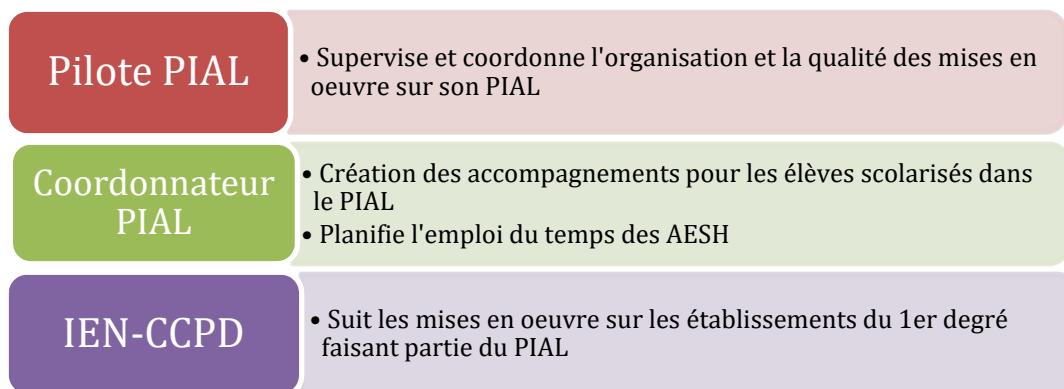 Pilote PIAL
• Supervise et coordonne l'organisation et la qualité des mises en
oeuvre sur son PIAL
Coordonnateur
PIAL
• Création des accompagnements pour les élèves scolarisés dans
le PIAL
• Planifie l'emploi du temps des AESH
IEN-CCPD
• Suit les mises en oeuvre sur les établissements du 1er degré
faisant partie du PIAL